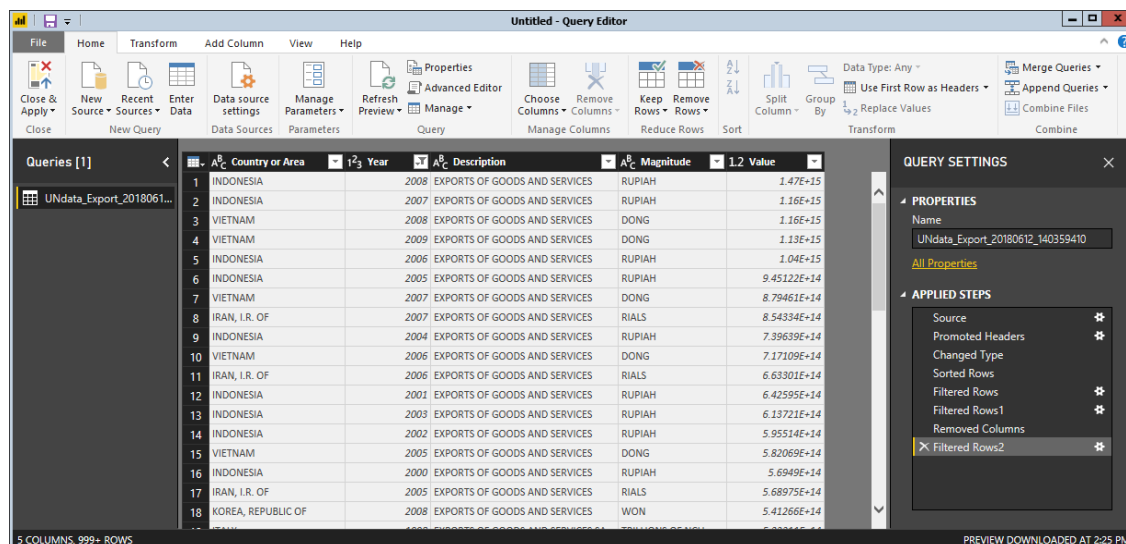 Untitled - Query Editor
File Home Transform Add Column View Help
Close & Apply
Close
New Source
Recent Sources
Enter Data
New Query
Data source settings
Data Sources
Manage Parameters
Parameters
Refresh Preview
Properties
Advanced Editor
Manage
Query
Choose Columns
Remove Columns
Manage Columns
Keep Rows
Remove Rows
Reduce Rows
Sort
Split Column
Group By
Data Type: Any
Use First Row as Headers
Replace Values
Transform
Merge Queries
Append Queries
Combine Files
Combine
Queries [1]
UNdata_Export_2018061...
Country or Area Year Description Magnitude 1.2 Value
1 INDONESIA 2008 EXPORTS OF GOODS AND SERVICES RUPIAH 1.47E+15
2 INDONESIA 2007 EXPORTS OF GOODS AND SERVICES RUPIAH 1.16E+15
3 VIETNAM 2008 EXPORTS OF GOODS AND SERVICES DONG 1.16E+15
4 VIETNAM 2009 EXPORTS OF GOODS AND SERVICES DONG 1.13E+15
5 INDONESIA 2006 EXPORTS OF GOODS AND SERVICES RUPIAH 1.04E+15
6 INDONESIA 2005 EXPORTS OF GOODS AND SERVICES RUPIAH 9.45122E+14
7 VIETNAM 2007 EXPORTS OF GOODS AND SERVICES DONG 8.79461E+14
8 IRAN, I.R. OF 2007 EXPORTS OF GOODS AND SERVICES RIALS 8.54334E+14
9 INDONESIA 2004 EXPORTS OF GOODS AND SERVICES RUPIAH 7.39639E+14
10 VIETNAM 2006 EXPORTS OF GOODS AND SERVICES DONG 7.17109E+14
11 IRAN, I.R. OF 2006 EXPORTS OF GOODS AND SERVICES RIALS 6.63301E+14
12 INDONESIA 2001 EXPORTS OF GOODS AND SERVICES RUPIAH 6.42595E+14
13 INDONESIA 2003 EXPORTS OF GOODS AND SERVICES RUPIAH 6.13721E+14
14 INDONESIA 2002 EXPORTS OF GOODS AND SERVICES RUPIAH 5.95514E+14
15 VIETNAM 2005 EXPORTS OF GOODS AND SERVICES DONG 5.82069E+14
16 INDONESIA 2000 EXPORTS OF GOODS AND SERVICES RUPIAH 5.6949E+14
17 IRAN, I.R. OF 2005 EXPORTS OF GOODS AND SERVICES RIALS 5.68975E+14
18 KOREA, REPUBLIC OF 2008 EXPORTS OF GOODS AND SERVICES WON 5.41266E+14
QUERY SETTINGS
PROPERTIES
Name
UNdata_Export_20180612_140359410
All Properties
APPLIED STEPS
Source
Promoted Headers
Changed Type
Sorted Rows
Filtered Rows
Filtered Rows1
Removed Columns
Filtered Rows2
5 COLUMNS, 999+ ROWS
PREVIEW DOWNLOADED AT 2:25 PM